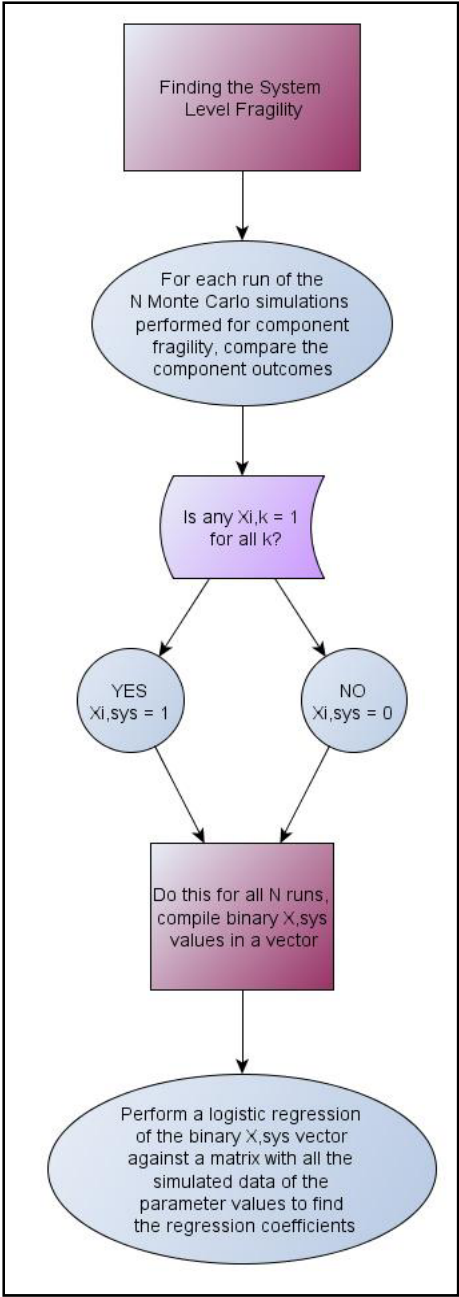 Finding the System
Level Fragility
For each run of the
N Monte Carlo simulations
performed for component
fragility, compare the
component outcomes
Is any Xi,k = 1
for all k?
YES
Xi,sys = 1
NO
Xi,sys = 0
Do this for all N runs,
compile binary X,sys
values in a vector
Perform a logistic regression
of the binary X,sys vector
against a matrix with all the
simulated data of the
parameter values to find
the regression coefficients